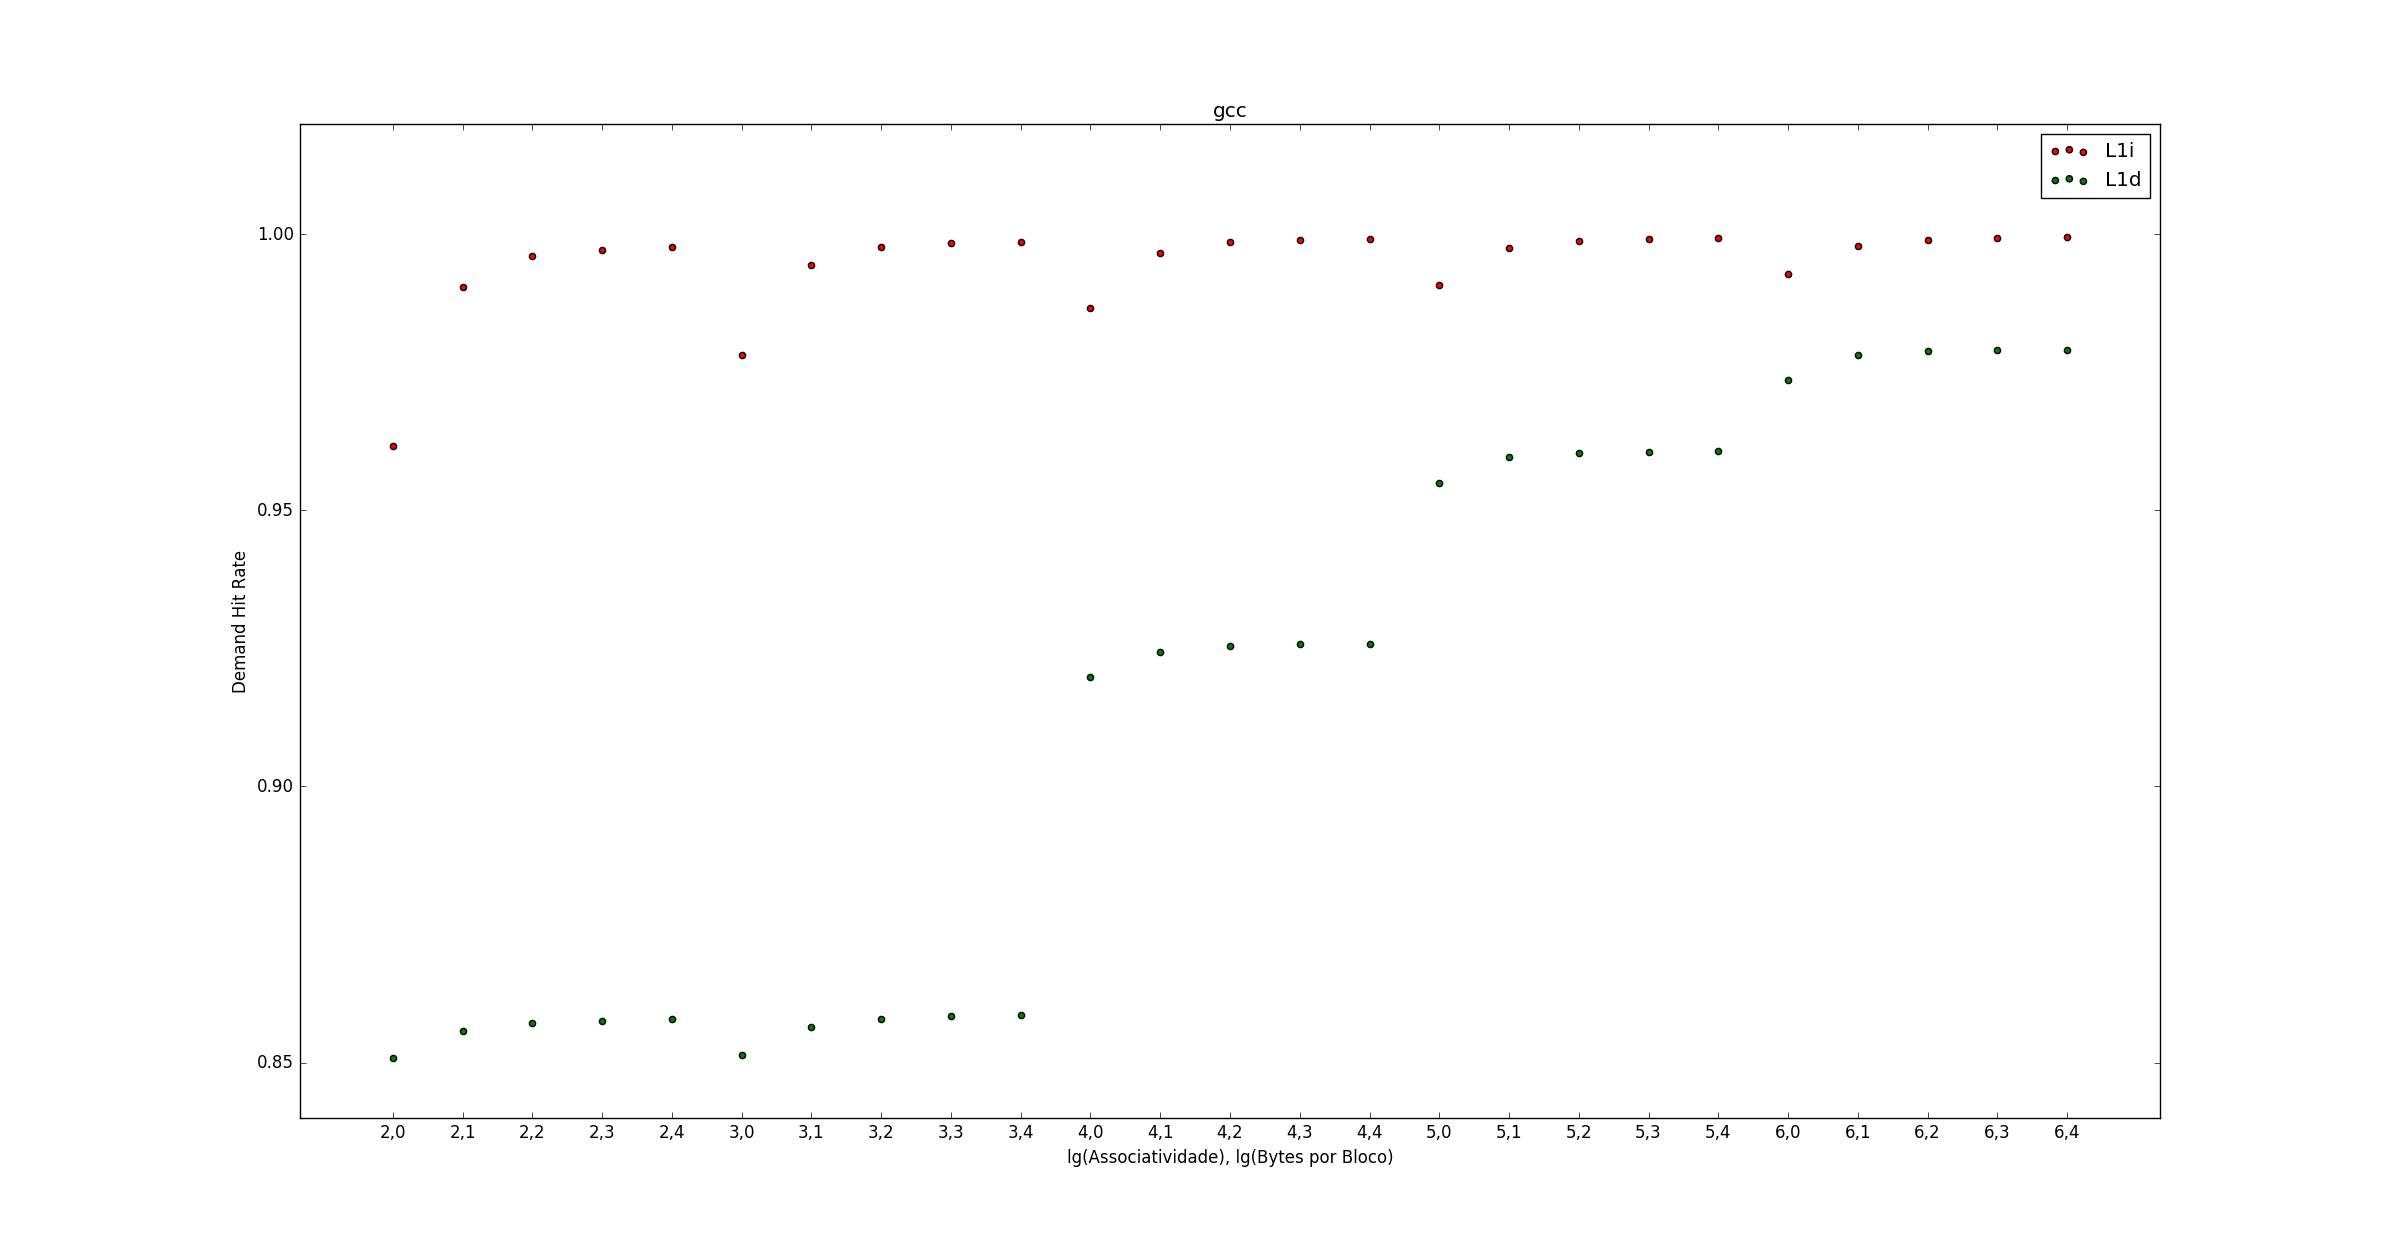 gcc
L1i
L1d
1.00
0.95
0.90
0.85
Demand Hit Rate
2,0 2,1 2,2 2,3 2,4 3,0 3,1 3,2 3,3 3,4 4,0 4,1 4,2 4,3 4,4 5,0 5,1 5,2 5,3 5,4 6,0 6,1 6,2 6,3 6,4
lg(Associatividade), lg(Bytes por Bloco)